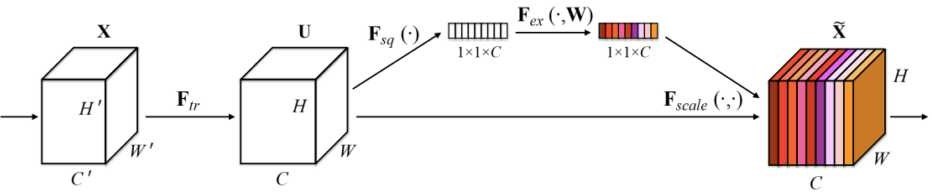 X
H′
W′
C′
F_tr
U
H
W
C
F_sq (·)
1×1×C
F_ex (·,W)
1×1×C
F_scale (·,·)
X̃
H
W
C